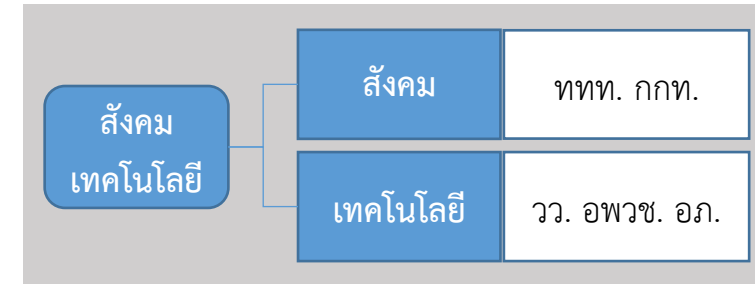 สังคม
เทคโนโลยี
สังคม
ททท. กกท.
เทคโนโลยี
วว. อพวช. อภ.